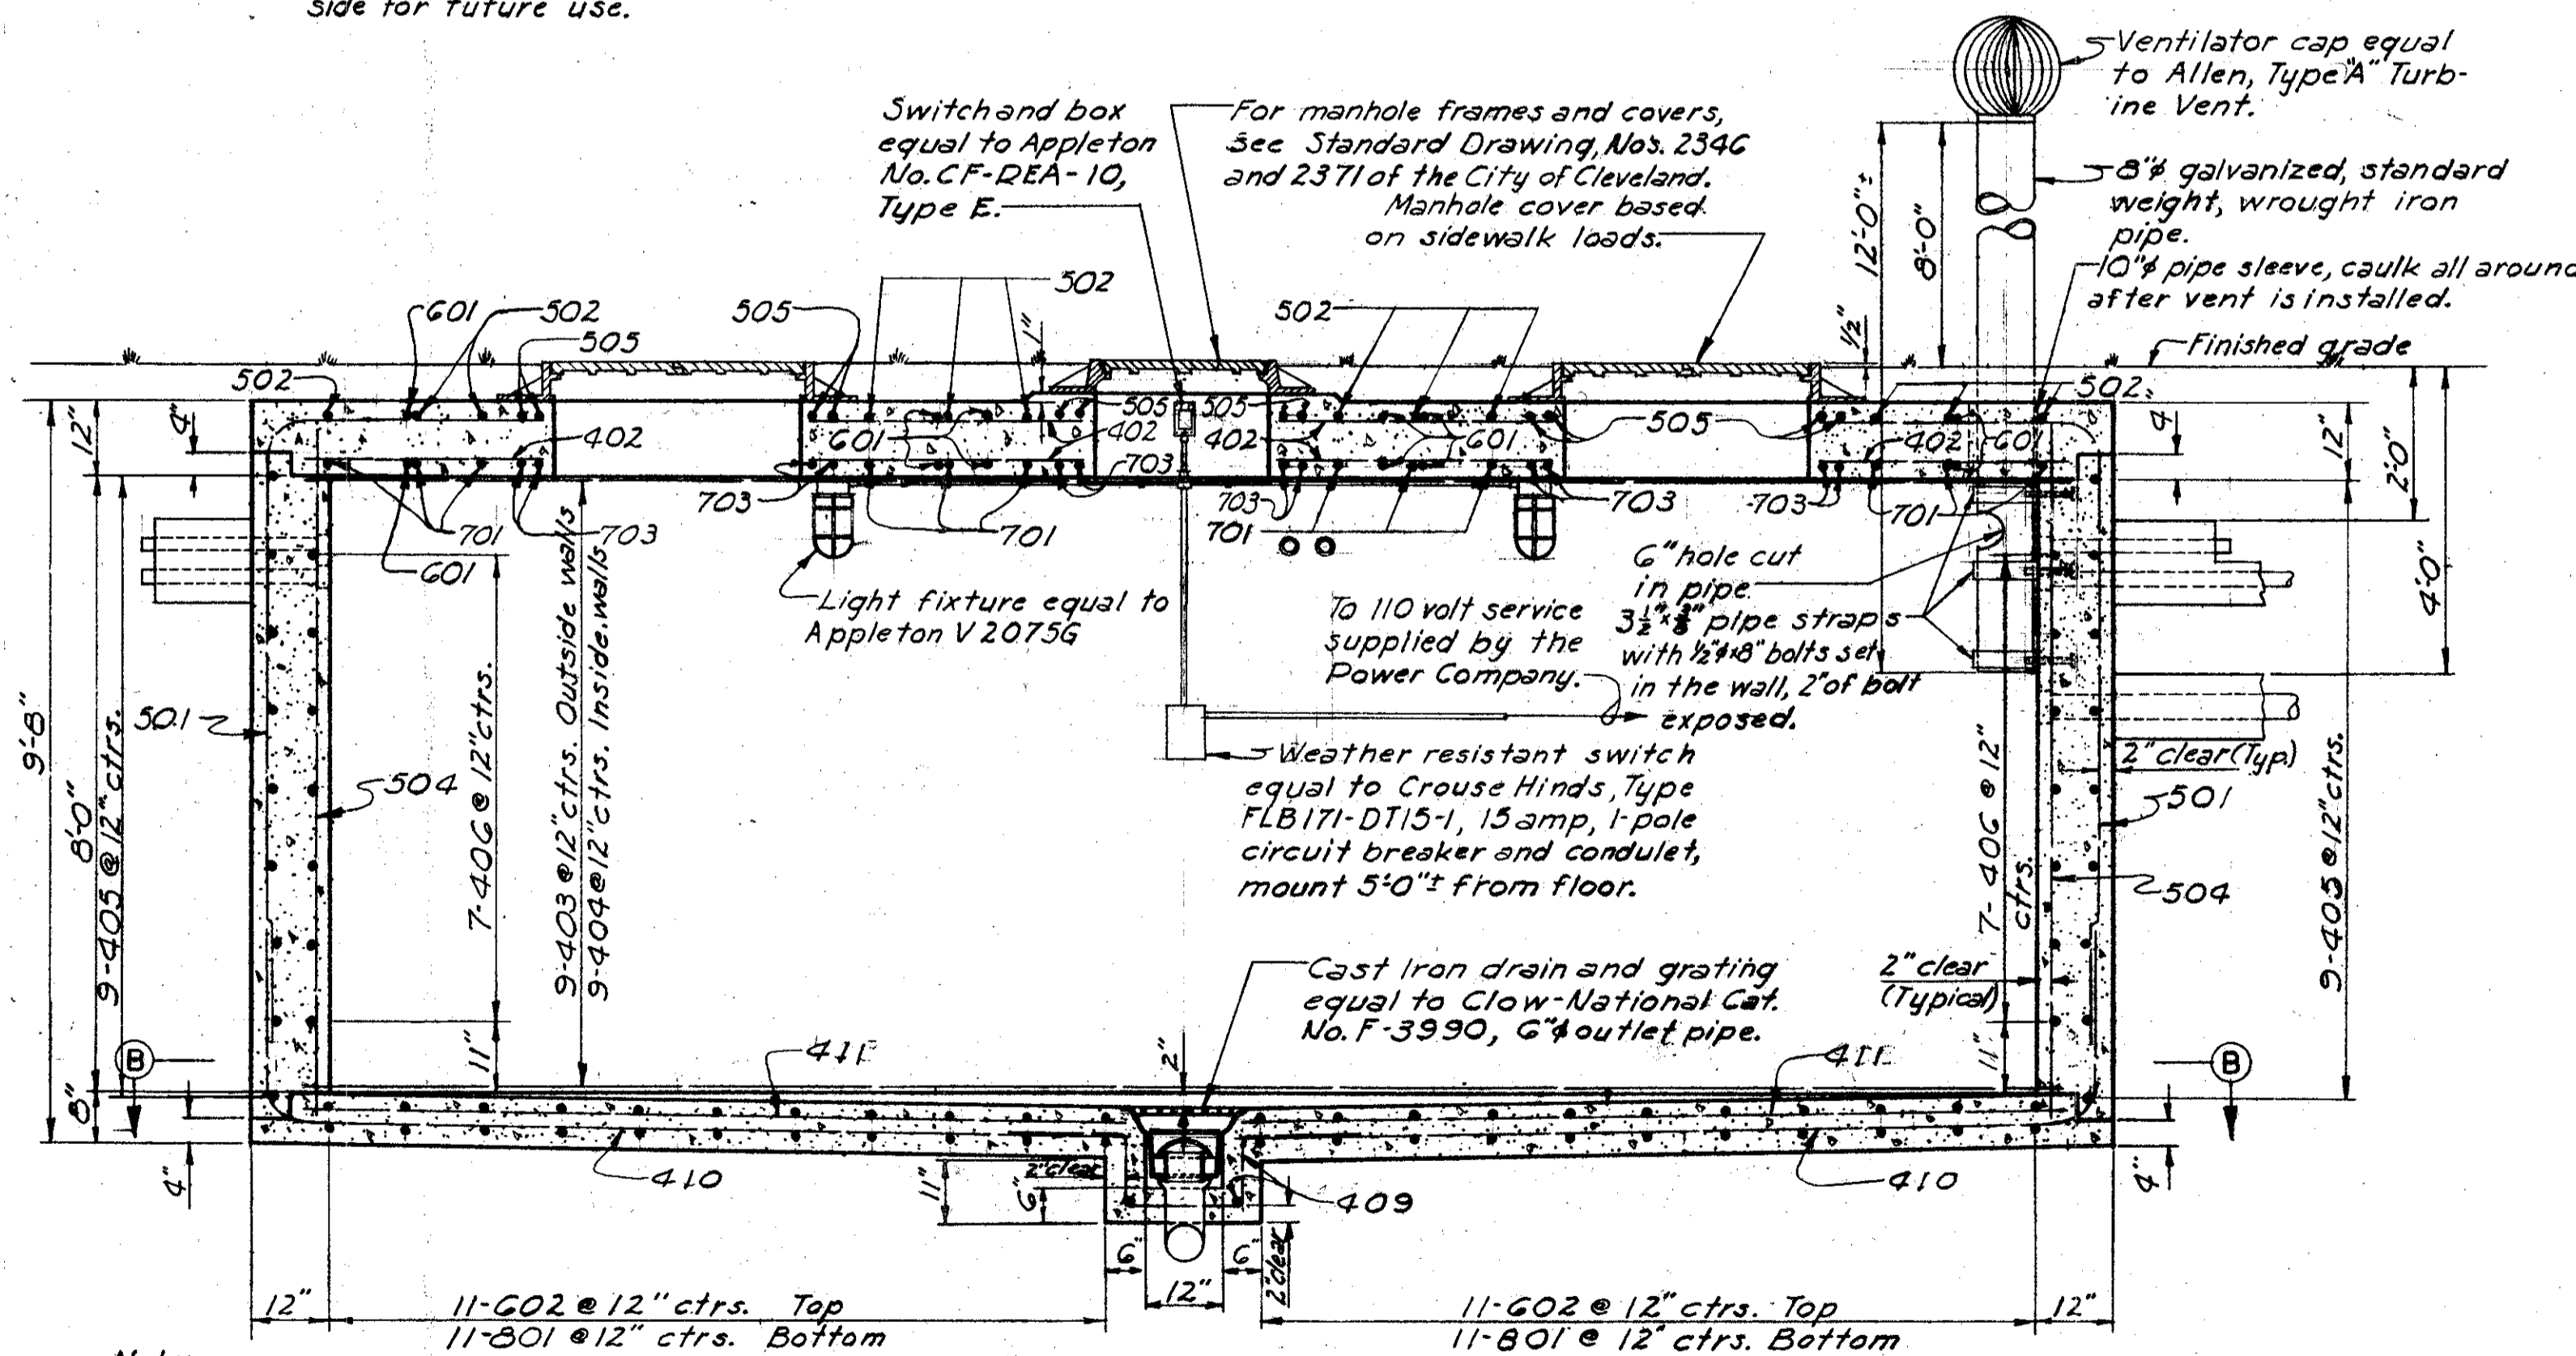 side for future use.
Ventilator cap equal
to Allen, Type "A" Turb-
ine Vent.
Switch and box
equal to Appleton
No. CF-DEA-10,
Type E.
For manhole frames and covers,
see Standard Drawing, Nos. 2346
and 2371 of the City of Cleveland.
Manhole cover based
on sidewalk loads.
8"φ galvanized, standard
weight, wrought iron
pipe.
10"φ pipe sleeve, caulk all around
after vent is installed.
Finished grade
12'-0"±
8'-0"
1/2"
1"
601
502
505
505
502
502
502
502
505
505
505
601
402
402
402
601
402
601
12"
4"
4"
12"
2'-0"
4'-0"
701
703
601
703
701
703
703
701
703
703
701
Light fixture equal to
Appleton V2075G
To 110 volt service
supplied by the
Power Company.
6" hole cut
in pipe
3½"x⅜" pipe straps
with ½"φx8" bolts set
in the wall, 2" of bolt
exposed.
9'-8"
8'-0"
9-405 @ 12" ctrs.
501
504
7-406 @ 12" ctrs.
9-403 @ 12" ctrs. Outside walls
9-404 @ 12" ctrs. Inside walls
Weather resistant switch
equal to Crouse Hinds, Type
FLB171-DT15-1, 15 amp, 1-pole
circuit breaker and condulet,
mount 5'-0"± from floor.
7-406 @ 12"
ctrs.
2" clear (Typ.)
501
504
9-405 @ 12" ctrs.
Cast Iron drain and grating
equal to Clow-National Cat.
No. F-3990, 6"φ outlet pipe.
2" clear
(Typical)
11"
11"
2"
411
411
B
B
8"
4"
4"
410
410
409
11"
6"
2" clear
6"
12"
6"
2" clear
12"
11-602 @ 12" ctrs. Top
11-801 @ 12" ctrs. Bottom
11-602 @ 12" ctrs. Top
11-801 @ 12" ctrs. Bottom
12"